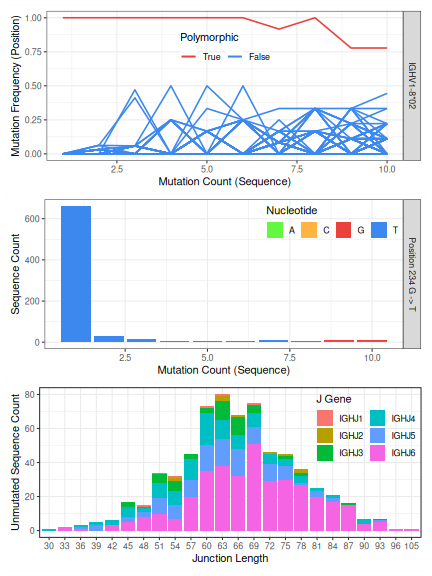 1.00
0.75
0.50
0.25
0.00
Mutation Frequency (Position)
Polymorphic
True False
IGHV1-8*02
2.5 5.0 7.5 10.0
Mutation Count (Sequence)
600
400
200
0
Sequence Count
Nucleotide
A C G T
Position 234 G -> T
2.5 5.0 7.5 10.0
Mutation Count (Sequence)
80
60
40
20
0
Unmutated Sequence Count
J Gene
IGHJ1 IGHJ4
IGHJ2 IGHJ5
IGHJ3 IGHJ6
30 33 36 39 42 45 48 51 54 57 60 63 66 69 72 75 78 81 84 87 90 93 96 105
Junction Length